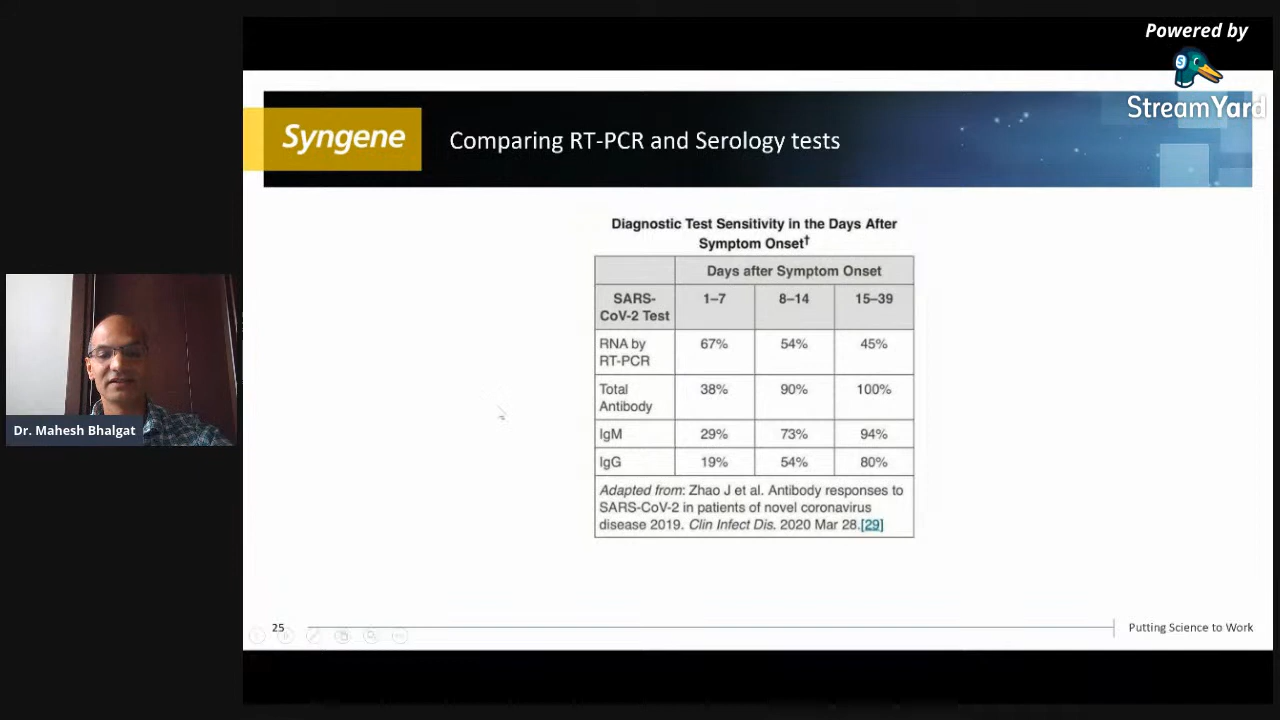 Powered by
StreamYard
Syngene
Comparing RT-PCR and Serology tests
Diagnostic Test Sensitivity in the Days After
Symptom Onset†
Days after Symptom Onset
SARS-
CoV-2 Test
1–7
8–14
15–39
RNA by
RT-PCR
67%
54%
45%
Total
Antibody
38%
90%
100%
IgM
29%
73%
94%
IgG
19%
54%
80%
Adapted from: Zhao J et al. Antibody responses to
SARS-CoV-2 in patients of novel coronavirus
disease 2019. Clin Infect Dis. 2020 Mar 28.[29]
Dr. Mahesh Bhalgat
25
Putting Science to Work